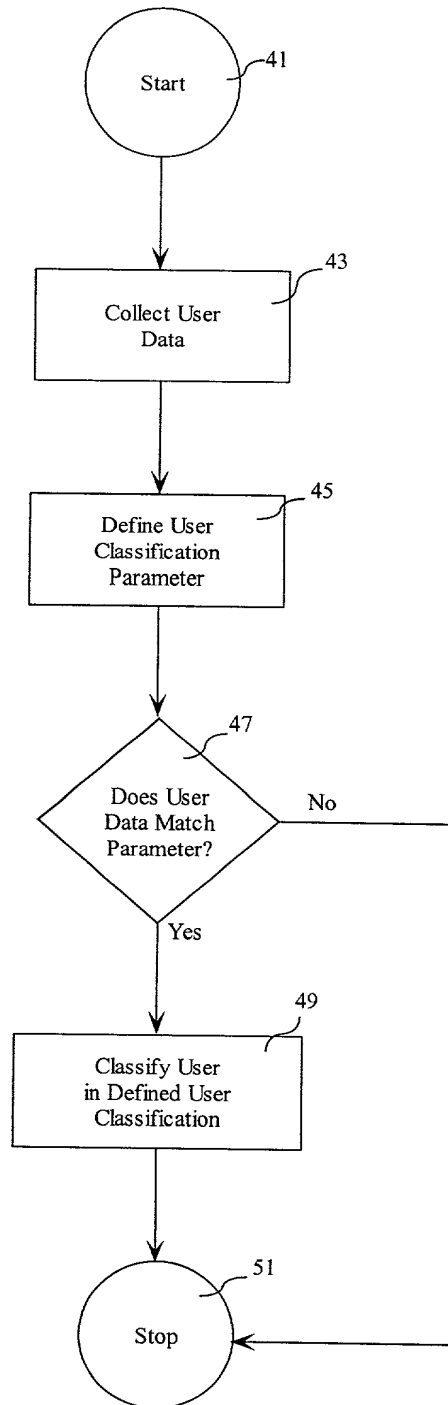 41
Start
43
Collect User
Data
45
Define User
Classification
Parameter
47
Does User
Data Match
Parameter?
No
Yes
49
Classify User
in Defined User
Classification
51
Stop